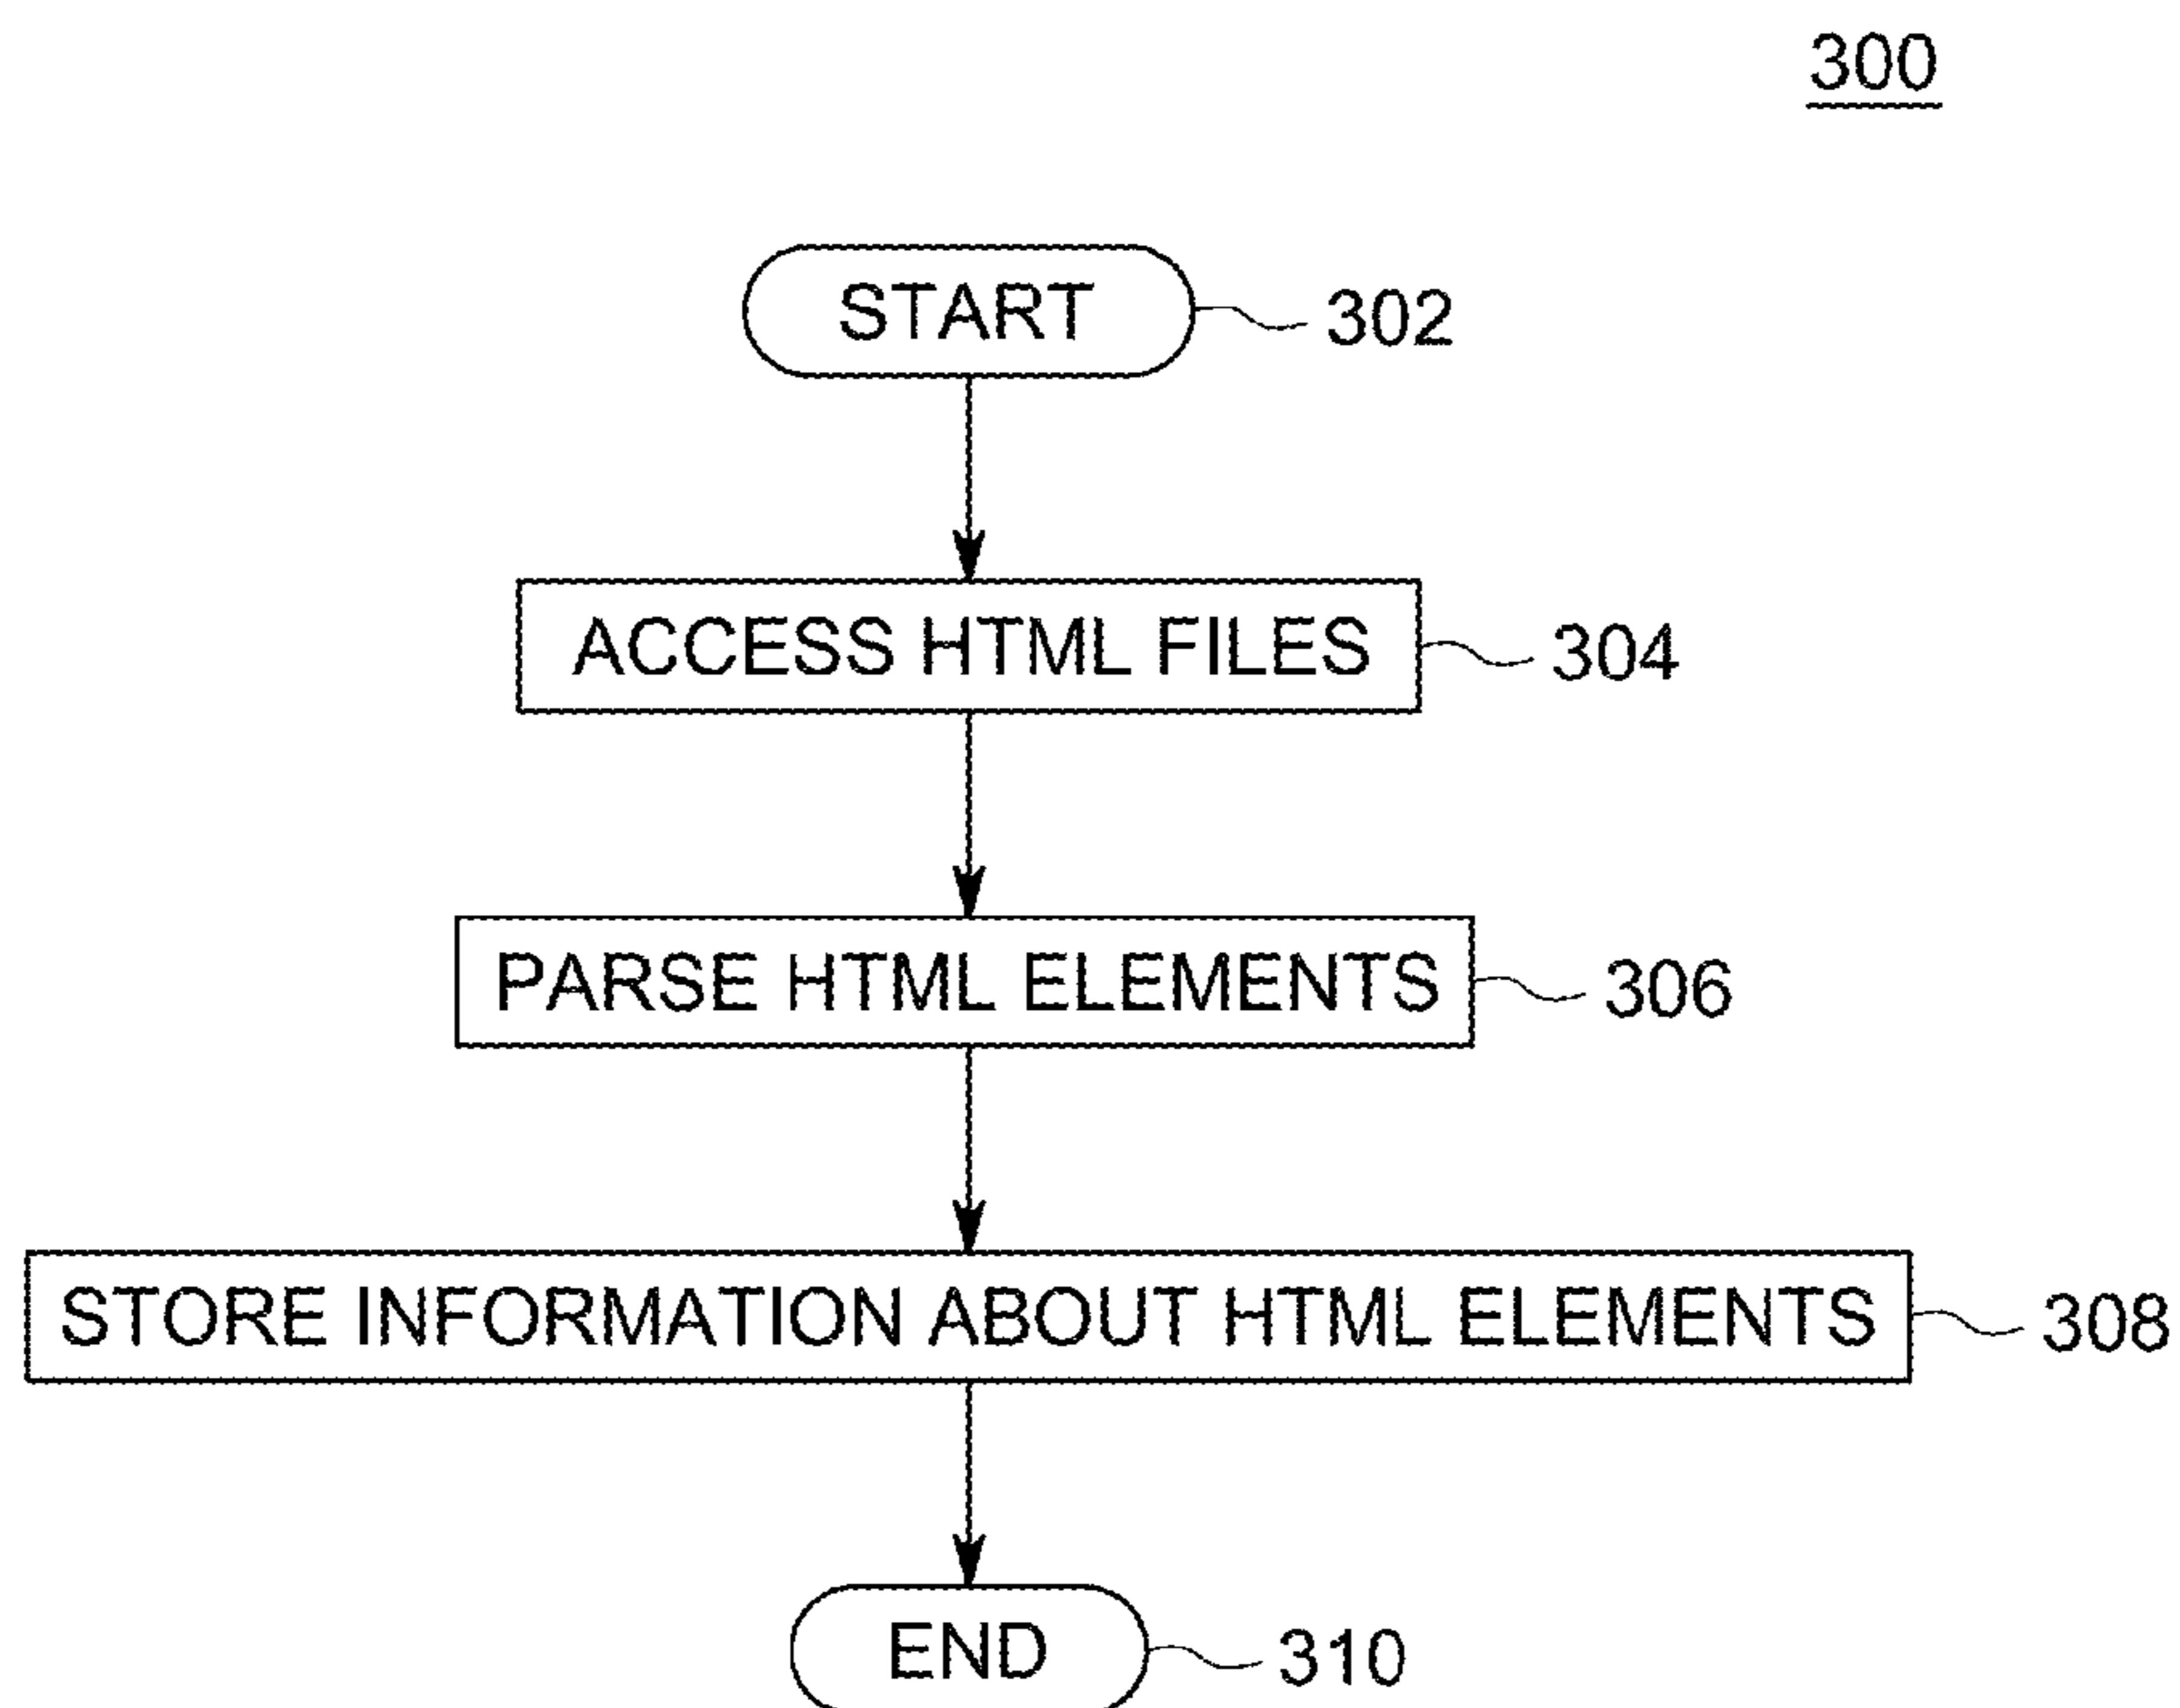 300
START
302
ACCESS HTML FILES
304
PARSE HTML ELEMENTS
306
STORE INFORMATION ABOUT HTML ELEMENTS
308
END
310